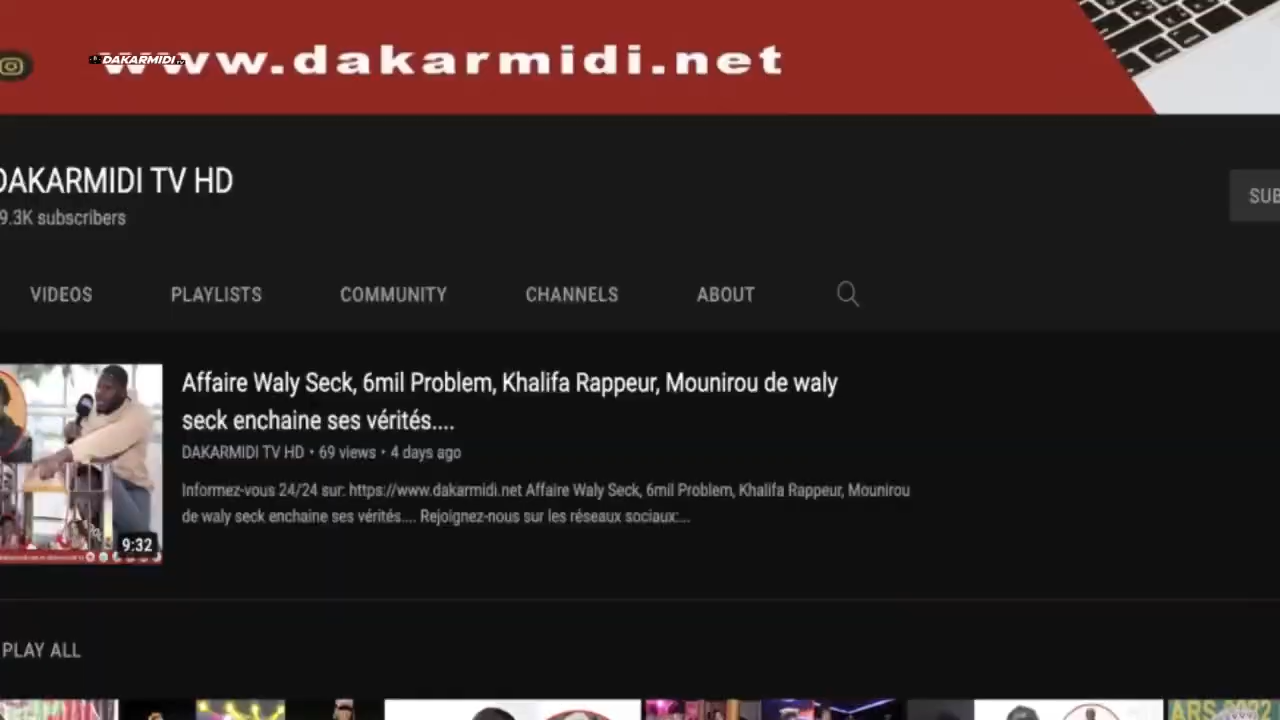 www.dakarmidi.net
DAKARMIDI
DAKARMIDI TV HD
9.3K subscribers
SUB
VIDEOS
PLAYLISTS
COMMUNITY
CHANNELS
ABOUT
Affaire Waly Seck, 6mil Problem, Khalifa Rappeur, Mounirou de waly
seck enchaine ses vérités....
DAKARMIDI TV HD • 69 views • 4 days ago
Informez-vous 24/24 sur: https://www.dakarmidi.net Affaire Waly Seck, 6mil Problem, Khalifa Rappeur, Mounirou
de waly seck enchaine ses vérités.... Rejoignez-nous sur les réseaux sociaux:...
9:32
PLAY ALL